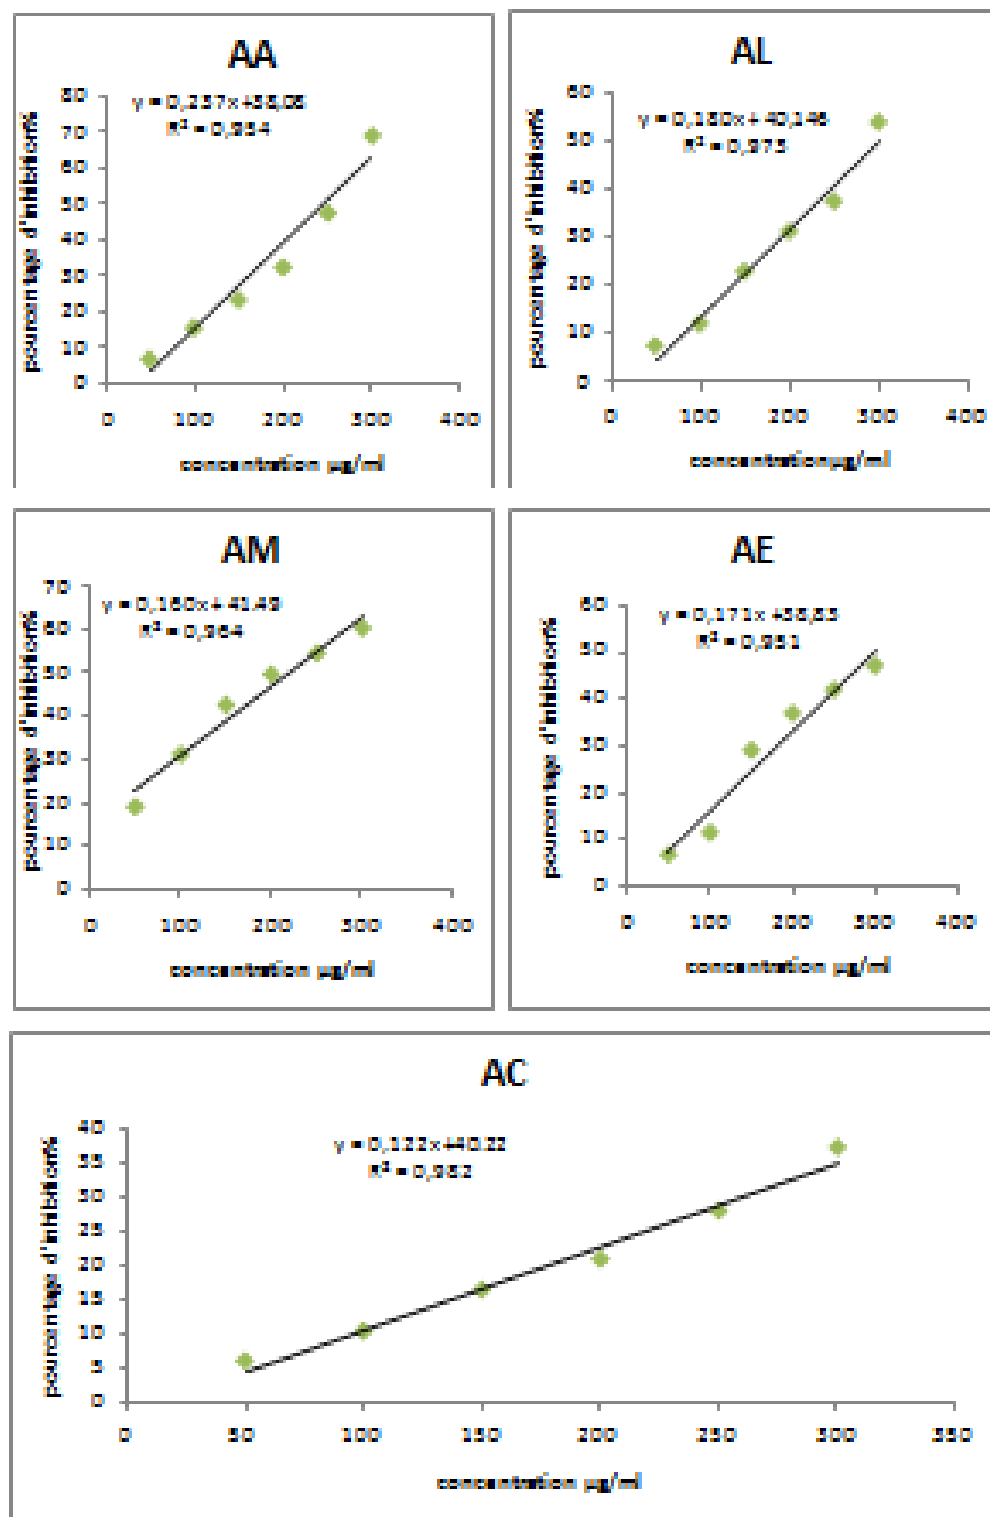 AA
y = 0,237x+38,08
R² = 0,954
pourcentage d'inhibition%
80
70
60
50
40
30
20
10
0
0 100 200 300 400
concentration µg/ml
AL
y = 0,180x + 40,146
R² = 0,975
pourcentage d'inhibition%
60
50
40
30
20
10
0
0 100 200 300 400
concentrationµg/ml
AM
y = 0,160x + 41.49
R² = 0,964
pourcentage d'inhibition%
70
60
50
40
30
20
10
0
0 100 200 300 400
concentration µg/ml
AE
y = 0,171x +38,83
R² = 0,951
pourcentage d'inhibition%
60
50
40
30
20
10
0
0 100 200 300 400
concentration µg/ml
AC
y = 0,122x+40.22
R² = 0,982
pourcentage d'inhibition%
40
35
30
25
20
15
10
5
0
0 50 100 150 200 250 300 350
concentration µg/ml